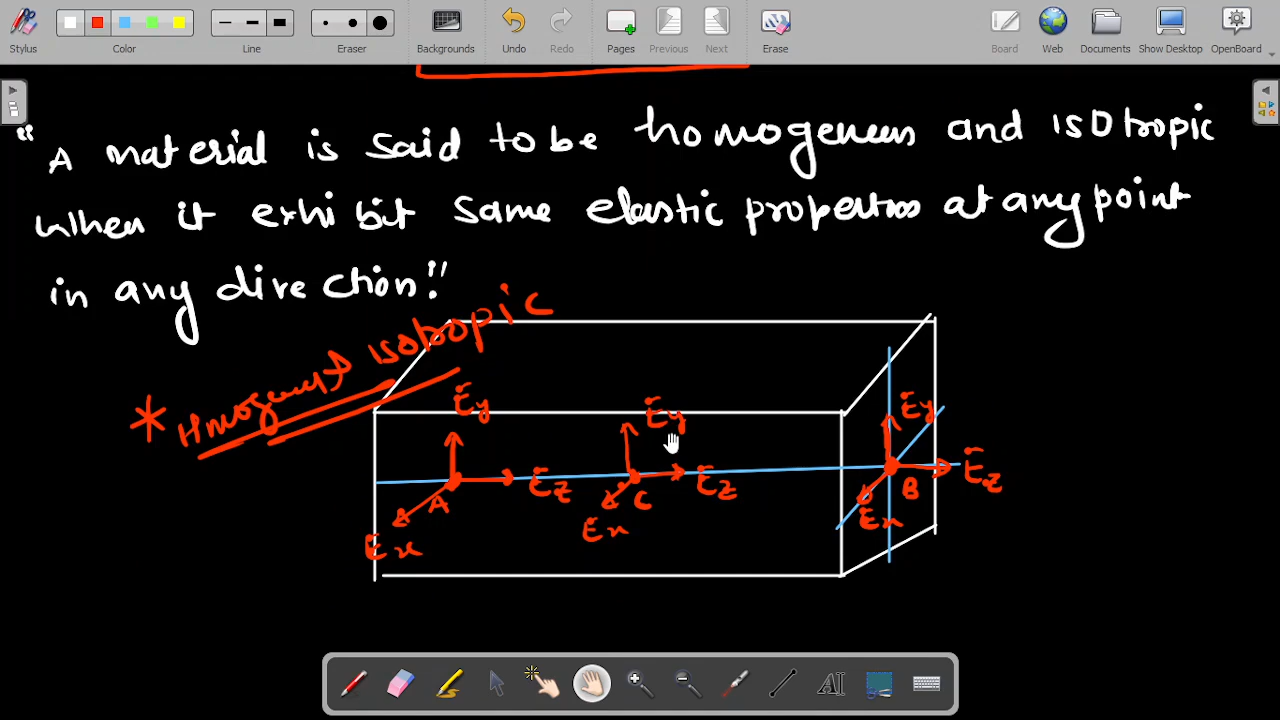 Stylus
Color
Line
Eraser
Backgrounds
Undo
Redo
Pages
Previous
Next
Erase
Board
Web
Documents
Show Desktop
OpenBoard
"A material is said to be homogeneous and isotropic
when it exhibit same elastic properties at any point
in any direction."
* isotropic
Ey
Ez
A
Ex
Ey
Ez
C
Ex
Ey
Ez
B
Ex
AI